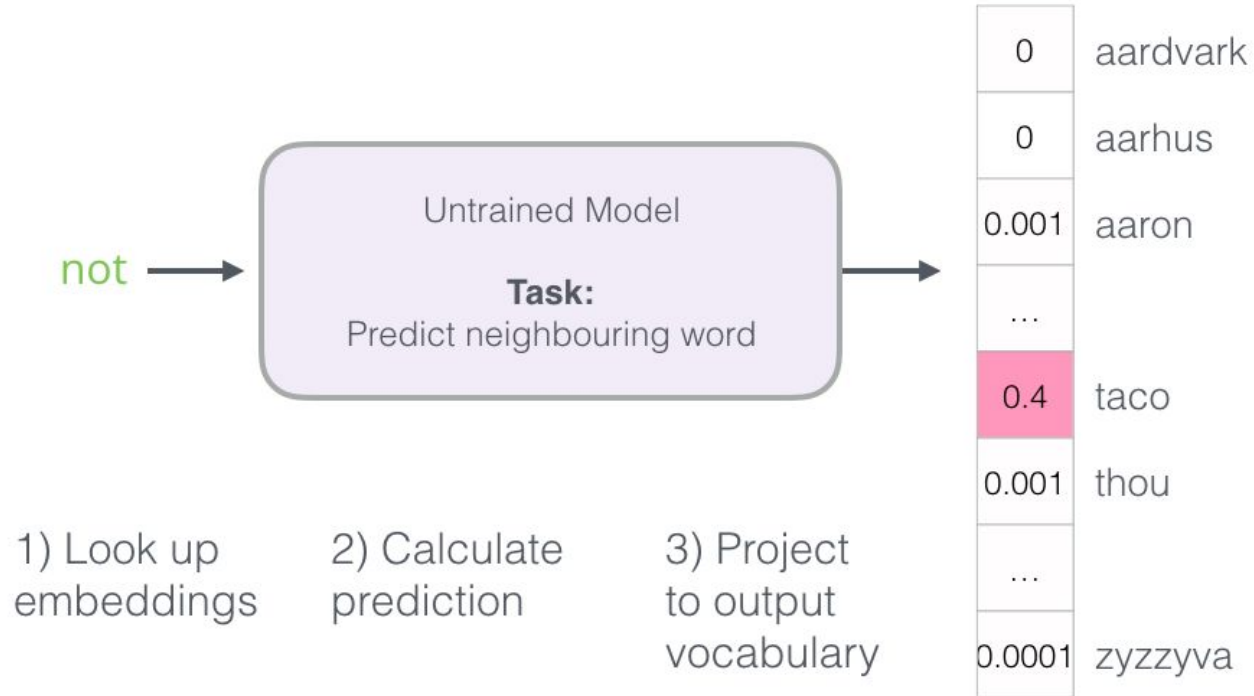 0 aardvark
0 aarhus
Untrained Model
0.001 aaron
not
Task:
Predict neighbouring word
...
0.4 taco
0.001 thou
1) Look up
embeddings
2) Calculate
prediction
3) Project
to output
vocabulary
...
0.0001 zyzzyva